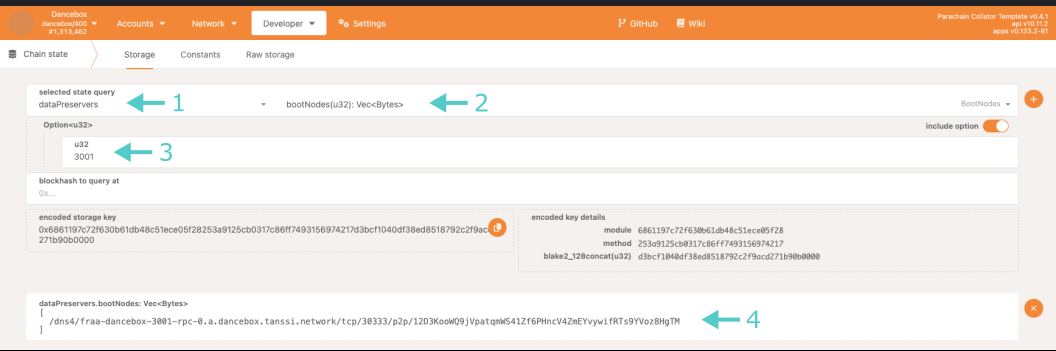 Dancebox
dancebox/400
#1,313,462
Accounts
Network
Developer
Settings
GitHub
Wiki
Parachain Collator Template v0.4.1
api v10.11.2
apps v0.133.2-81
Chain state
Storage
Constants
Raw storage
selected state query
dataPreservers
1
bootNodes(u32): Vec<Bytes>
2
BootNodes
Option<u32>
include option
u32
3001
3
blockhash to query at
0x...
encoded storage key
0x6861197c72f630b61db48c51ece05f28253a9125cb0317c86ff7493156974217d3bcf1040df38ed8518792c2f9ac
271b90b0000
encoded key details
module 6861197c72f630b61db48c51ece05f28
method 253a9125cb0317c86ff7493156974217
blake2_128concat(u32) d3bcf1040df38ed8518792c2f9acd271b90b0000
dataPreservers.bootNodes: Vec<Bytes>
[
/dns4/fraa-dancebox-3001-rpc-0.a.dancebox.tanssi.network/tcp/30333/p2p/12D3KooWQ9jVpatqmWS41Zf6PHncV4ZmEYvywifRTs9YVoz8HgTM
]
4